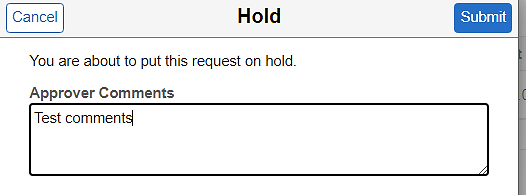 Cancel Hold Submit
You are about to put this request on hold.
Approver Comments
Test comments